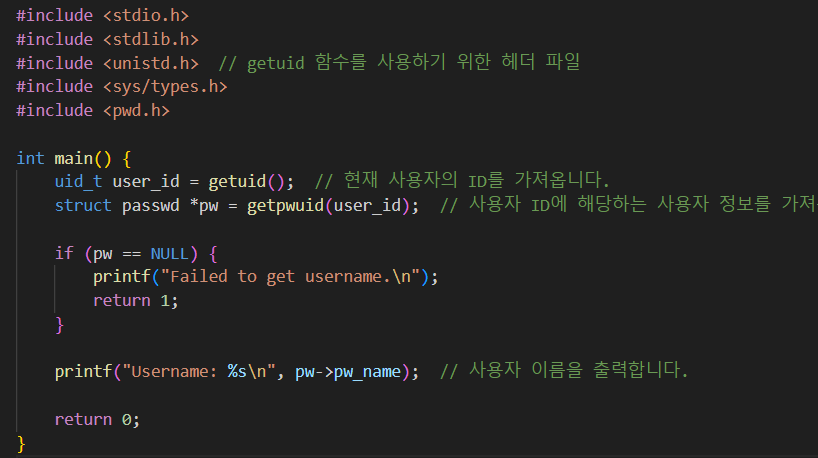 #include <stdio.h>
#include <stdlib.h>
#include <unistd.h>  // getuid 함수를 사용하기 위한 헤더 파일
#include <sys/types.h>
#include <pwd.h>
int main() {
    uid_t user_id = getuid();  // 현재 사용자의 ID를 가져옵니다.
    struct passwd *pw = getpwuid(user_id);  // 사용자 ID에 해당하는 사용자 정보를
    if (pw == NULL) {
        printf("Failed to get username.\n");
        return 1;
    }
    printf("Username: %s\n", pw->pw_name);  // 사용자 이름을 출력합니다.
    return 0;
}